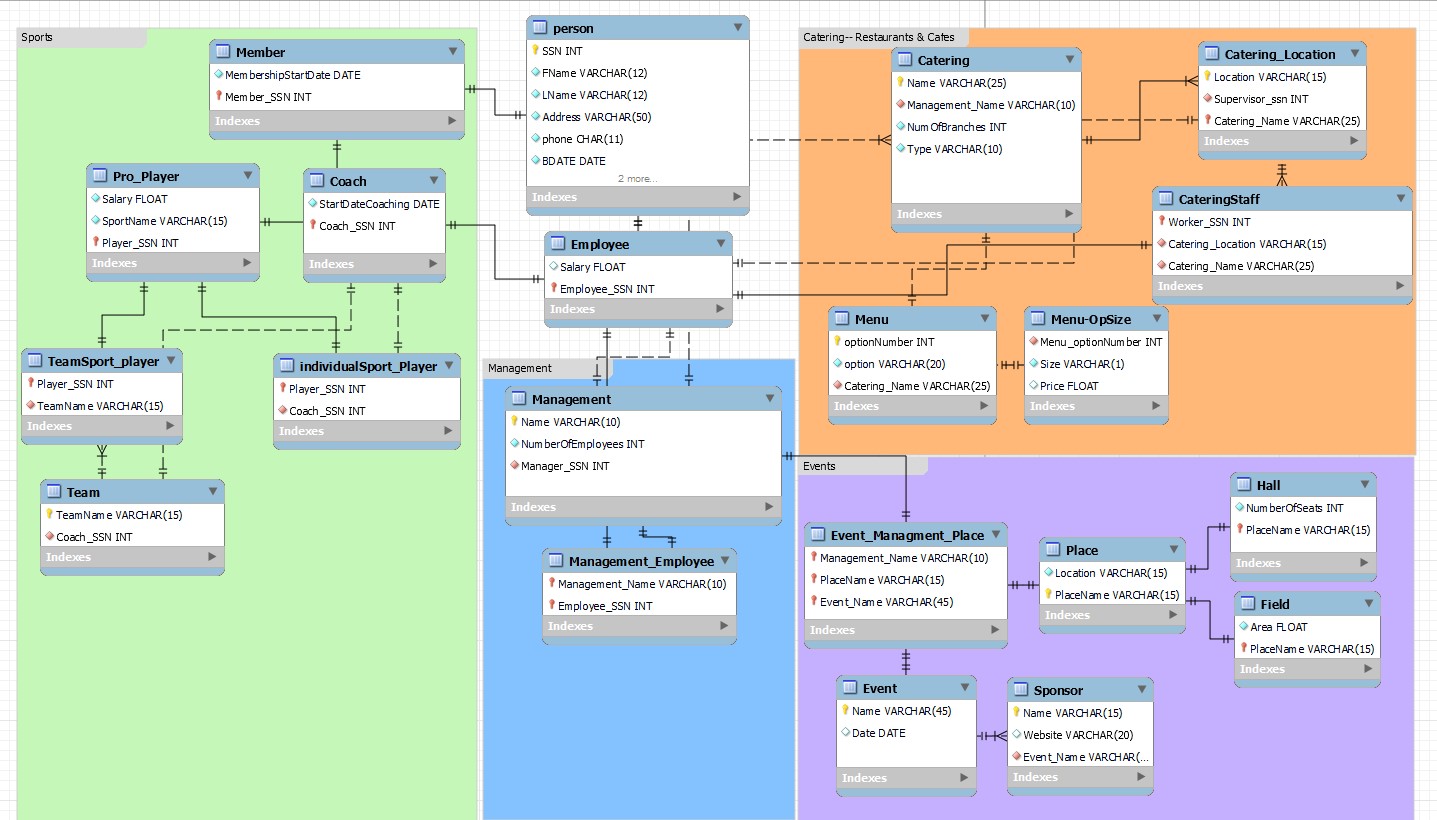 Sports
Member
MembershipStartDate DATE
Member_SSN INT
Indexes
Pro_Player
Salary FLOAT
SportName VARCHAR(15)
Player_SSN INT
Indexes
Coach
StartDateCoaching DATE
Coach_SSN INT
Indexes
TeamSport_player
Player_SSN INT
TeamName VARCHAR(15)
Indexes
individualSport_Player
Player_SSN INT
Coach_SSN INT
Indexes
Team
TeamName VARCHAR(15)
Coach_SSN INT
Indexes
person
SSN INT
FName VARCHAR(12)
LName VARCHAR(12)
Address VARCHAR(50)
phone CHAR(11)
BDATE DATE
2 more...
Indexes
Employee
Salary FLOAT
Employee_SSN INT
Indexes
Management
Management
Name VARCHAR(10)
NumberOfEmployees INT
Manager_SSN INT
Indexes
Management_Employee
Management_Name VARCHAR(10)
Employee_SSN INT
Indexes
Catering-- Restaurants & Cafes
Catering
Name VARCHAR(25)
Management_Name VARCHAR(10)
NumOfBranches INT
Type VARCHAR(10)
Indexes
Catering_Location
Location VARCHAR(15)
Supervisor_ssn INT
Catering_Name VARCHAR(25)
Indexes
CateringStaff
Worker_SSN INT
Catering_Location VARCHAR(15)
Catering_Name VARCHAR(25)
Indexes
Menu
optionNumber INT
option VARCHAR(20)
Catering_Name VARCHAR(25)
Indexes
Menu-OpSize
Menu_optionNumber INT
Size VARCHAR(1)
Price FLOAT
Indexes
Events
Event_Managment_Place
Management_Name VARCHAR(10)
PlaceName VARCHAR(15)
Event_Name VARCHAR(45)
Indexes
Place
Location VARCHAR(15)
PlaceName VARCHAR(15)
Indexes
Hall
NumberOfSeats INT
PlaceName VARCHAR(15)
Indexes
Field
Area FLOAT
PlaceName VARCHAR(15)
Indexes
Event
Name VARCHAR(45)
Date DATE
Indexes
Sponsor
Name VARCHAR(15)
Website VARCHAR(20)
Event_Name VARCHAR(...
Indexes